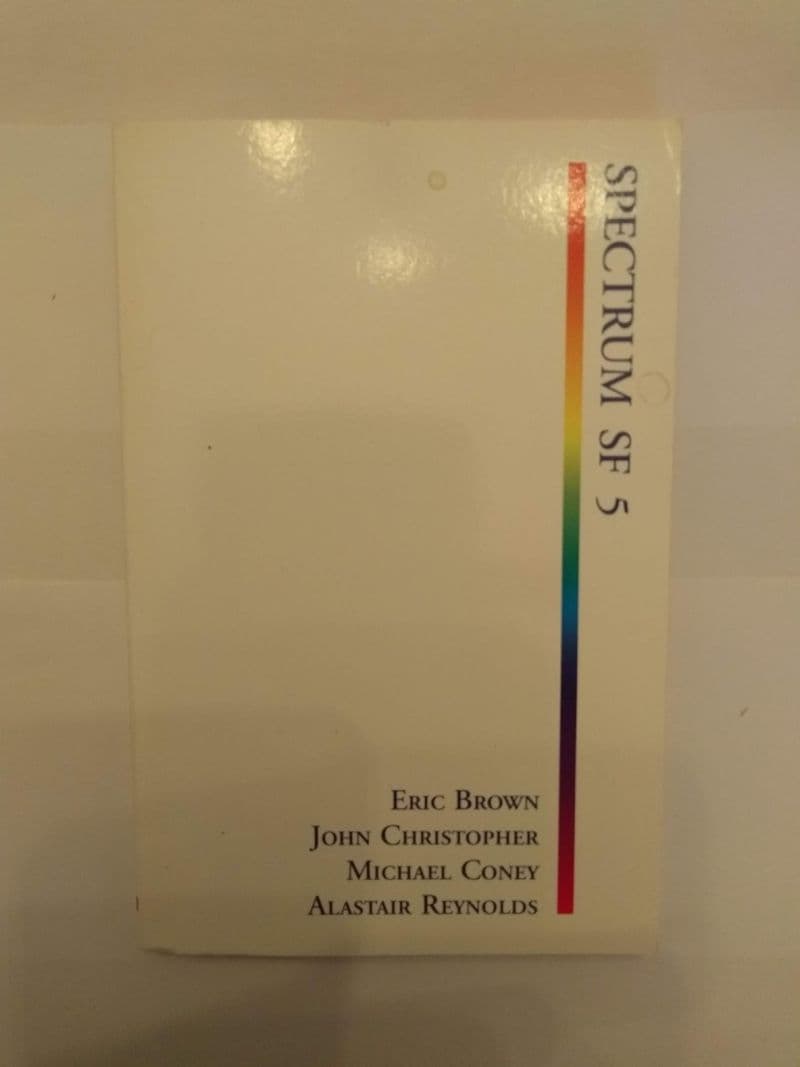 SPECTRUM SF 5
ERIC BROWN
JOHN CHRISTOPHER
MICHAEL CONEY
ALASTAIR REYNOLDS